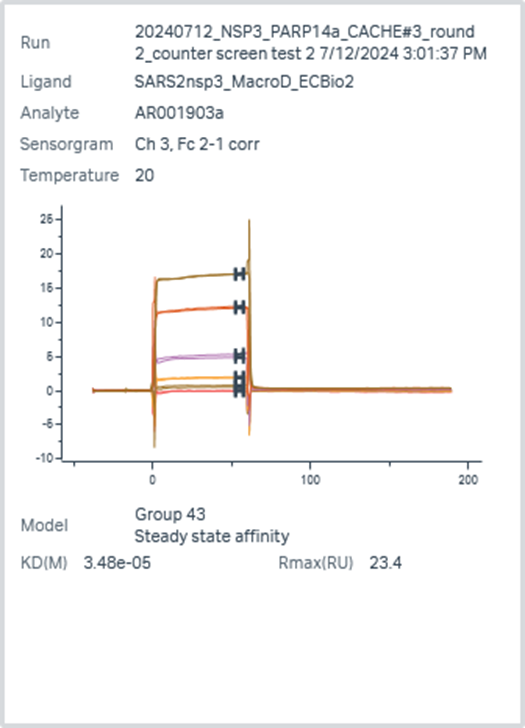 Run 20240712_NSP3_PARP14a_CACHE#3_round
2_counter screen test 2 7/12/2024 3:01:37 PM
Ligand SARS2nsp3_MacroD_ECBio2
Analyte AR001903a
Sensorgram Ch 3, Fc 2-1 corr
Temperature 20
25
20
15
10
5
0
-5
-10
0 100 200
Model Group 43
Steady state affinity
KD(M) 3.48e-05 Rmax(RU) 23.4